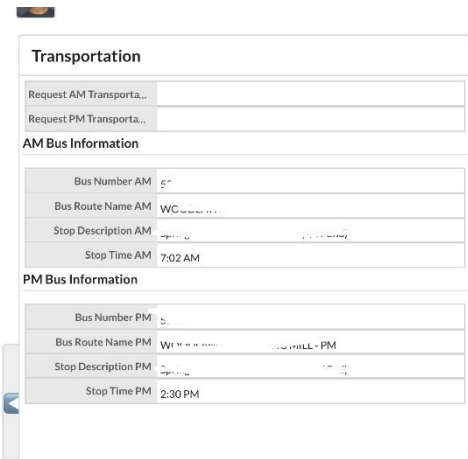 Transportation
Request AM Transporta...
Request PM Transporta...
AM Bus Information
Bus Number AM
Bus Route Name AM
Stop Description AM
Stop Time AM 7:02 AM
PM Bus Information
Bus Number PM
Bus Route Name PM MILL - PM
Stop Description PM
Stop Time PM 2:30 PM